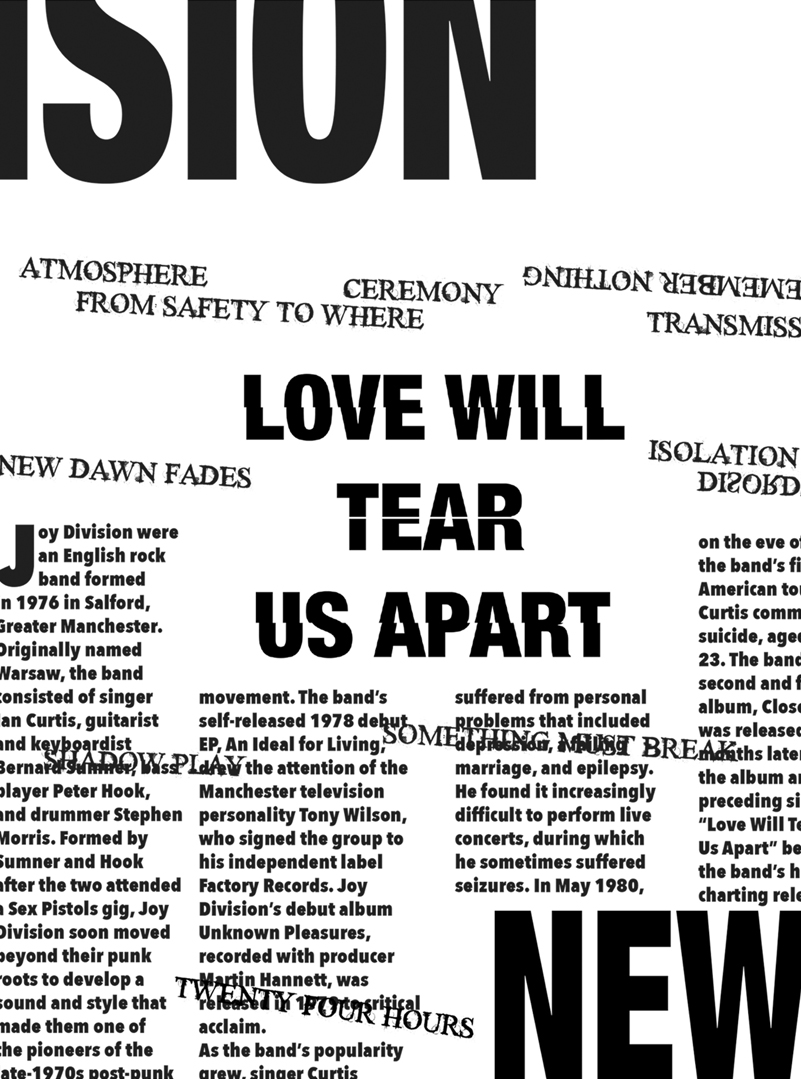 ISION
ATMOSPHERE
FROM SAFETY TO WHERE
CEREMONY
EMEMBER NOTHING
TRANSMISS
LOVE WILL
TEAR
US APART
NEW DAWN FADES
ISOLATION
DISORD
Joy Division were
an English rock
band formed
n 1976 in Salford,
Greater Manchester.
Originally named
Warsaw, the band
consisted of singer
Ian Curtis, guitarist
and keyboardist
Bernard Sumner, bass
player Peter Hook,
and drummer Stephen
Morris. Formed by
Sumner and Hook
after the two attended
a Sex Pistols gig, Joy
Division soon moved
beyond their punk
roots to develop a
sound and style that
made them one of
the pioneers of the
late-1970s post-punk
SHADOW PLAY
movement. The band's
self-released 1978 debut
EP, An Ideal for Living,
drew the attention of the
Manchester television
personality Tony Wilson,
who signed the group to
his independent label
Factory Records. Joy
Division's debut album
Unknown Pleasures,
recorded with producer
Martin Hannett, was
released in 1979 to critical
acclaim.
As the band's popularity
grew, singer Curtis
TWENTY FOUR HOURS
suffered from personal
problems that included
depression, a failing
marriage, and epilepsy.
He found it increasingly
difficult to perform live
concerts, during which
he sometimes suffered
seizures. In May 1980,
SOMETHING MUST BREAK
on the eve of
the band's fi
American tou
Curtis comm
suicide, aged
23. The band
second and f
album, Close
was released
months later
the album an
preceding si
“Love Will Te
Us Apart” be
the band's h
charting rele
NEW